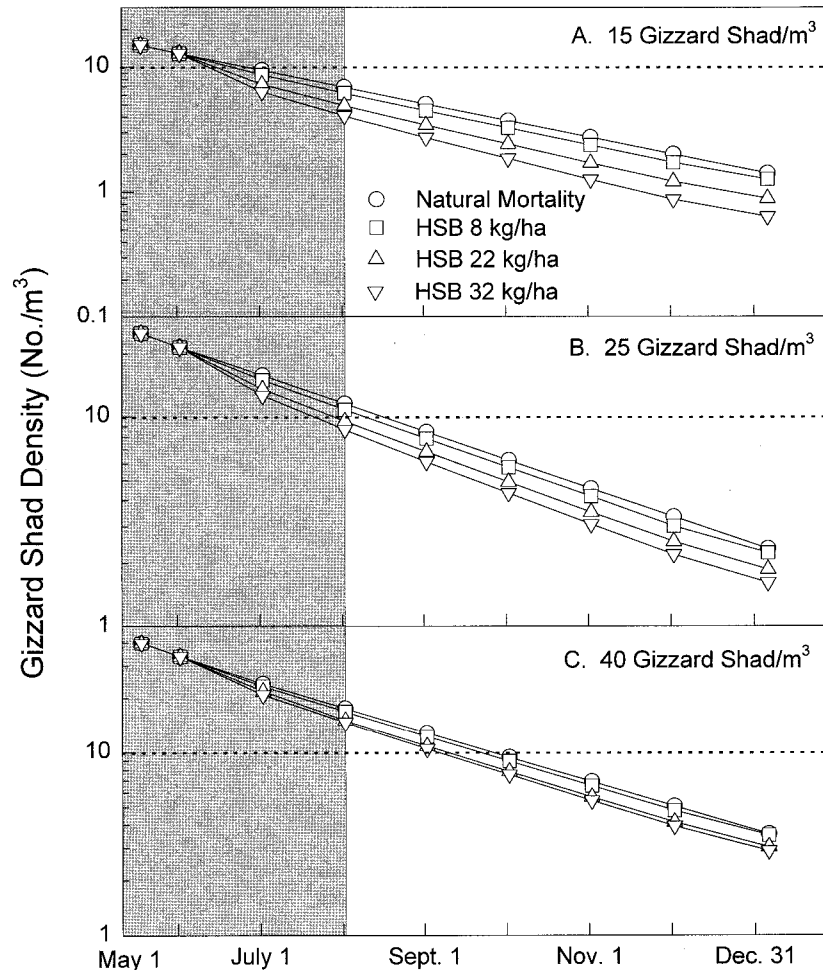 Gizzard Shad Density (No./m³)
A. 15 Gizzard Shad/m³
10
1
0.1
Natural Mortality
HSB 8 kg/ha
HSB 22 kg/ha
HSB 32 kg/ha
B. 25 Gizzard Shad/m³
10
1
C. 40 Gizzard Shad/m³
10
1
May 1 July 1 Sept. 1 Nov. 1 Dec. 31